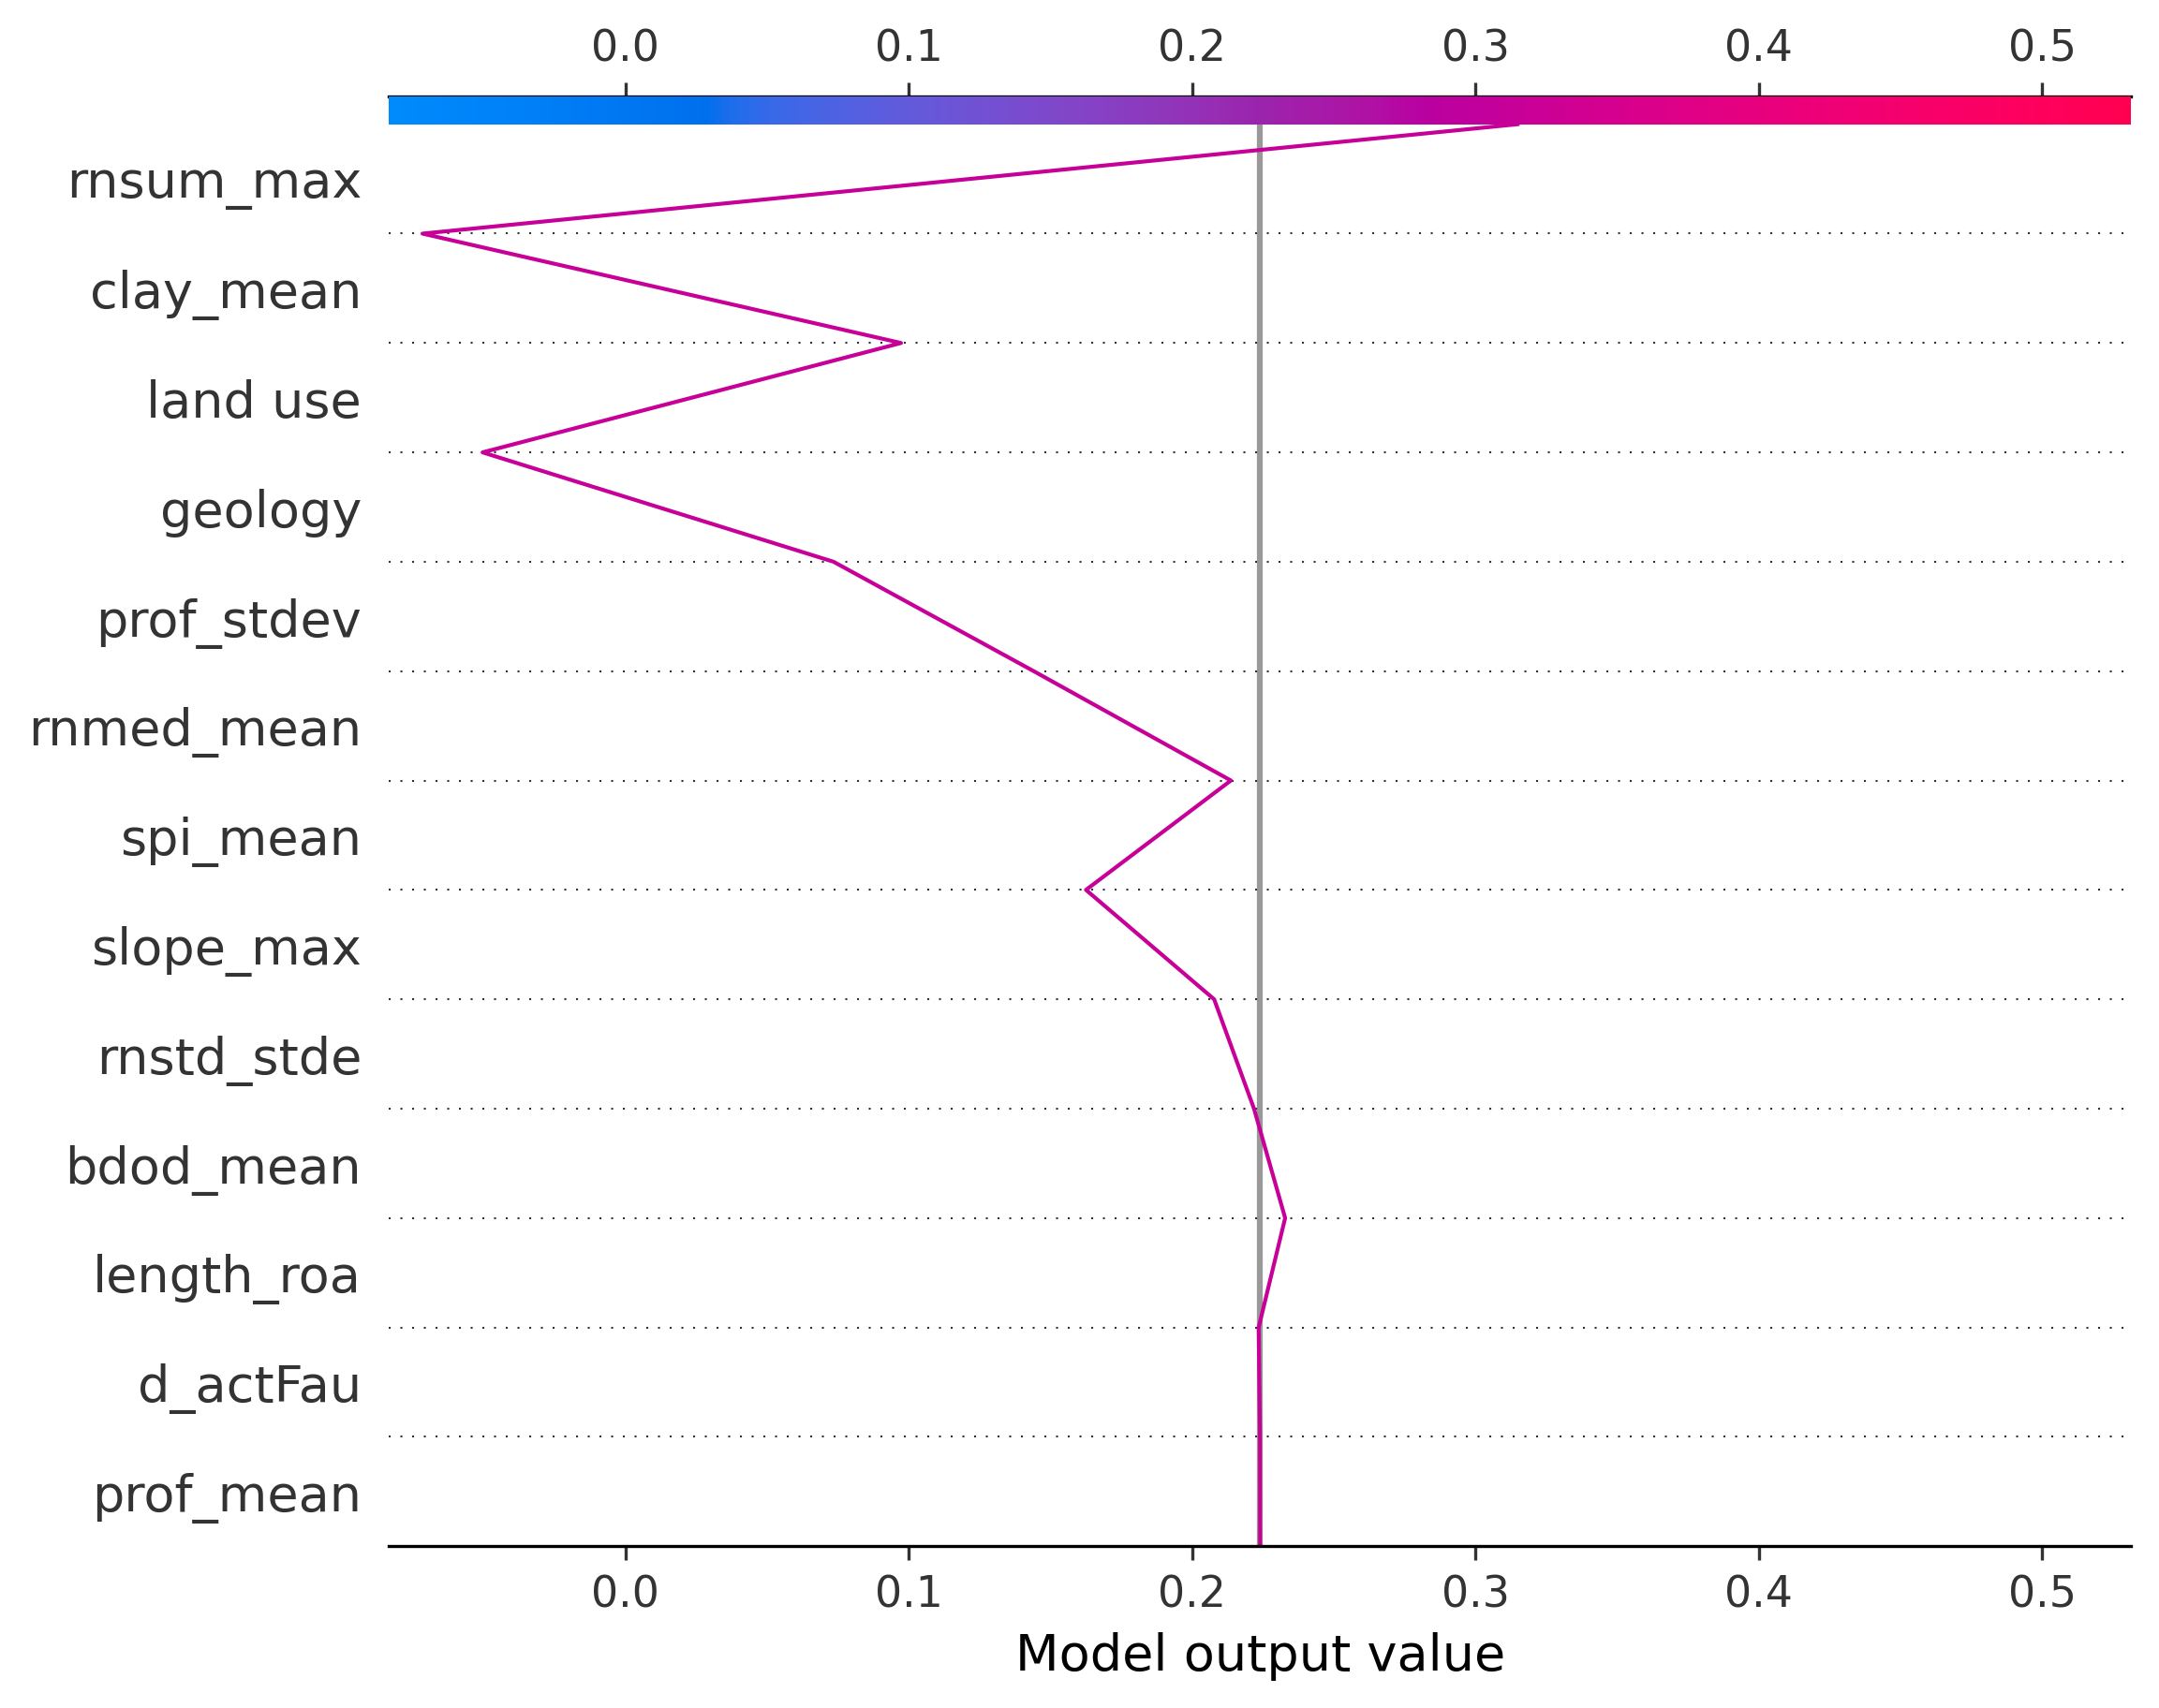 0.0 0.1 0.2 0.3 0.4 0.5
rnsum_max
clay_mean
land use
geology
prof_stdev
rnmed_mean
spi_mean
slope_max
rnstd_stde
bdod_mean
length_roa
d_actFau
prof_mean
0.0 0.1 0.2 0.3 0.4 0.5
Model output value